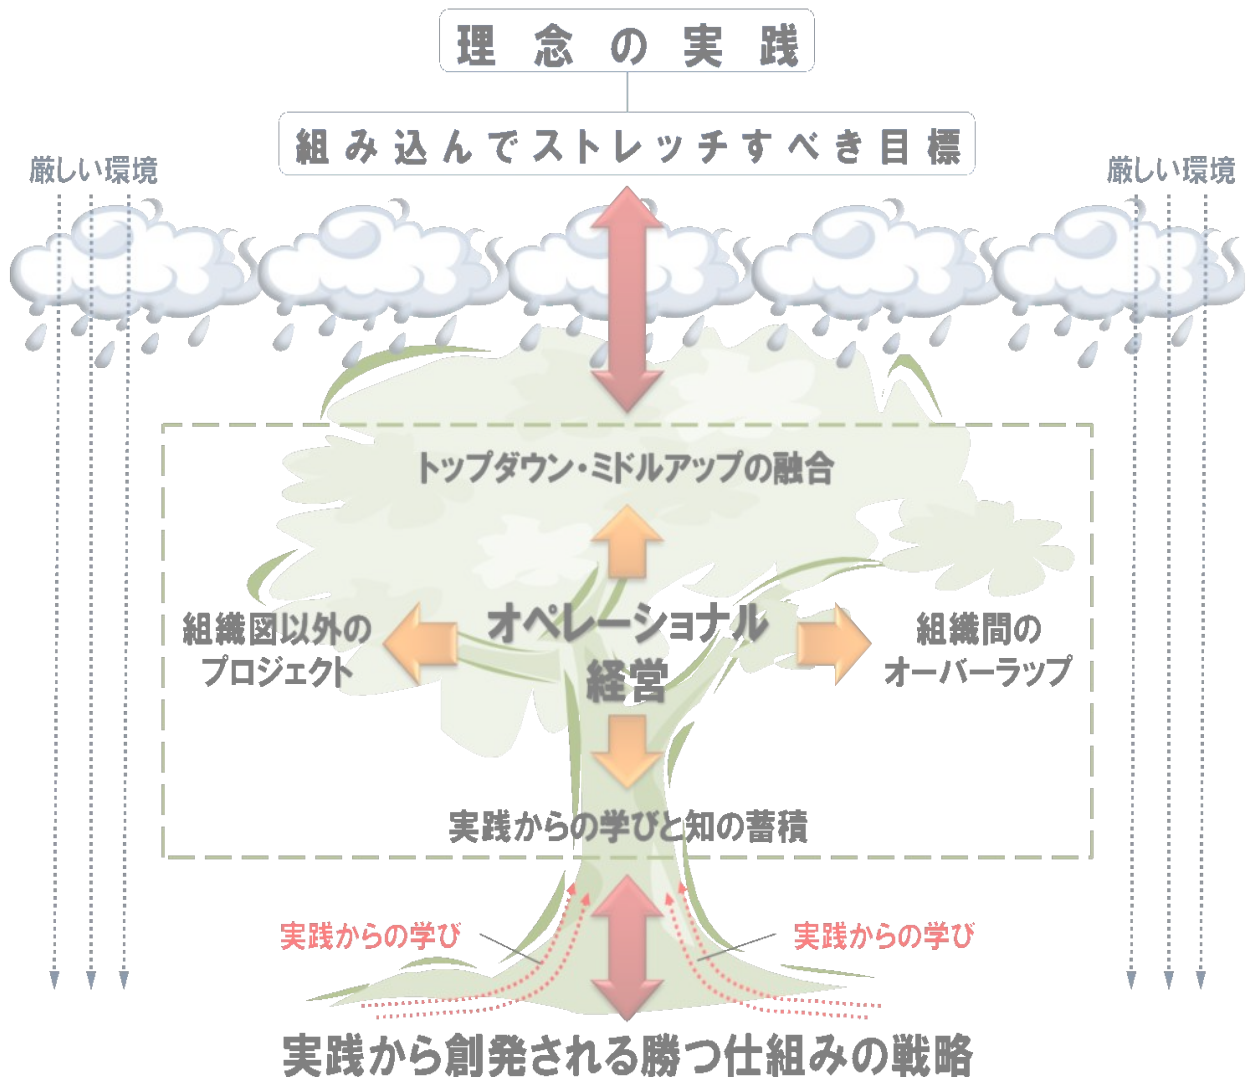 理念の実践
組み込んでストレッチすべき目標
厳しい環境
厳しい環境
トップダウン・ミドルアップの融合
組織図以外の
プロジェクト
オペレーショナル
経営
組織間の
オーバーラップ
実践からの学びと知の蓄積
実践からの学び
実践からの学び
実践から創発される勝つ仕組みの戦略